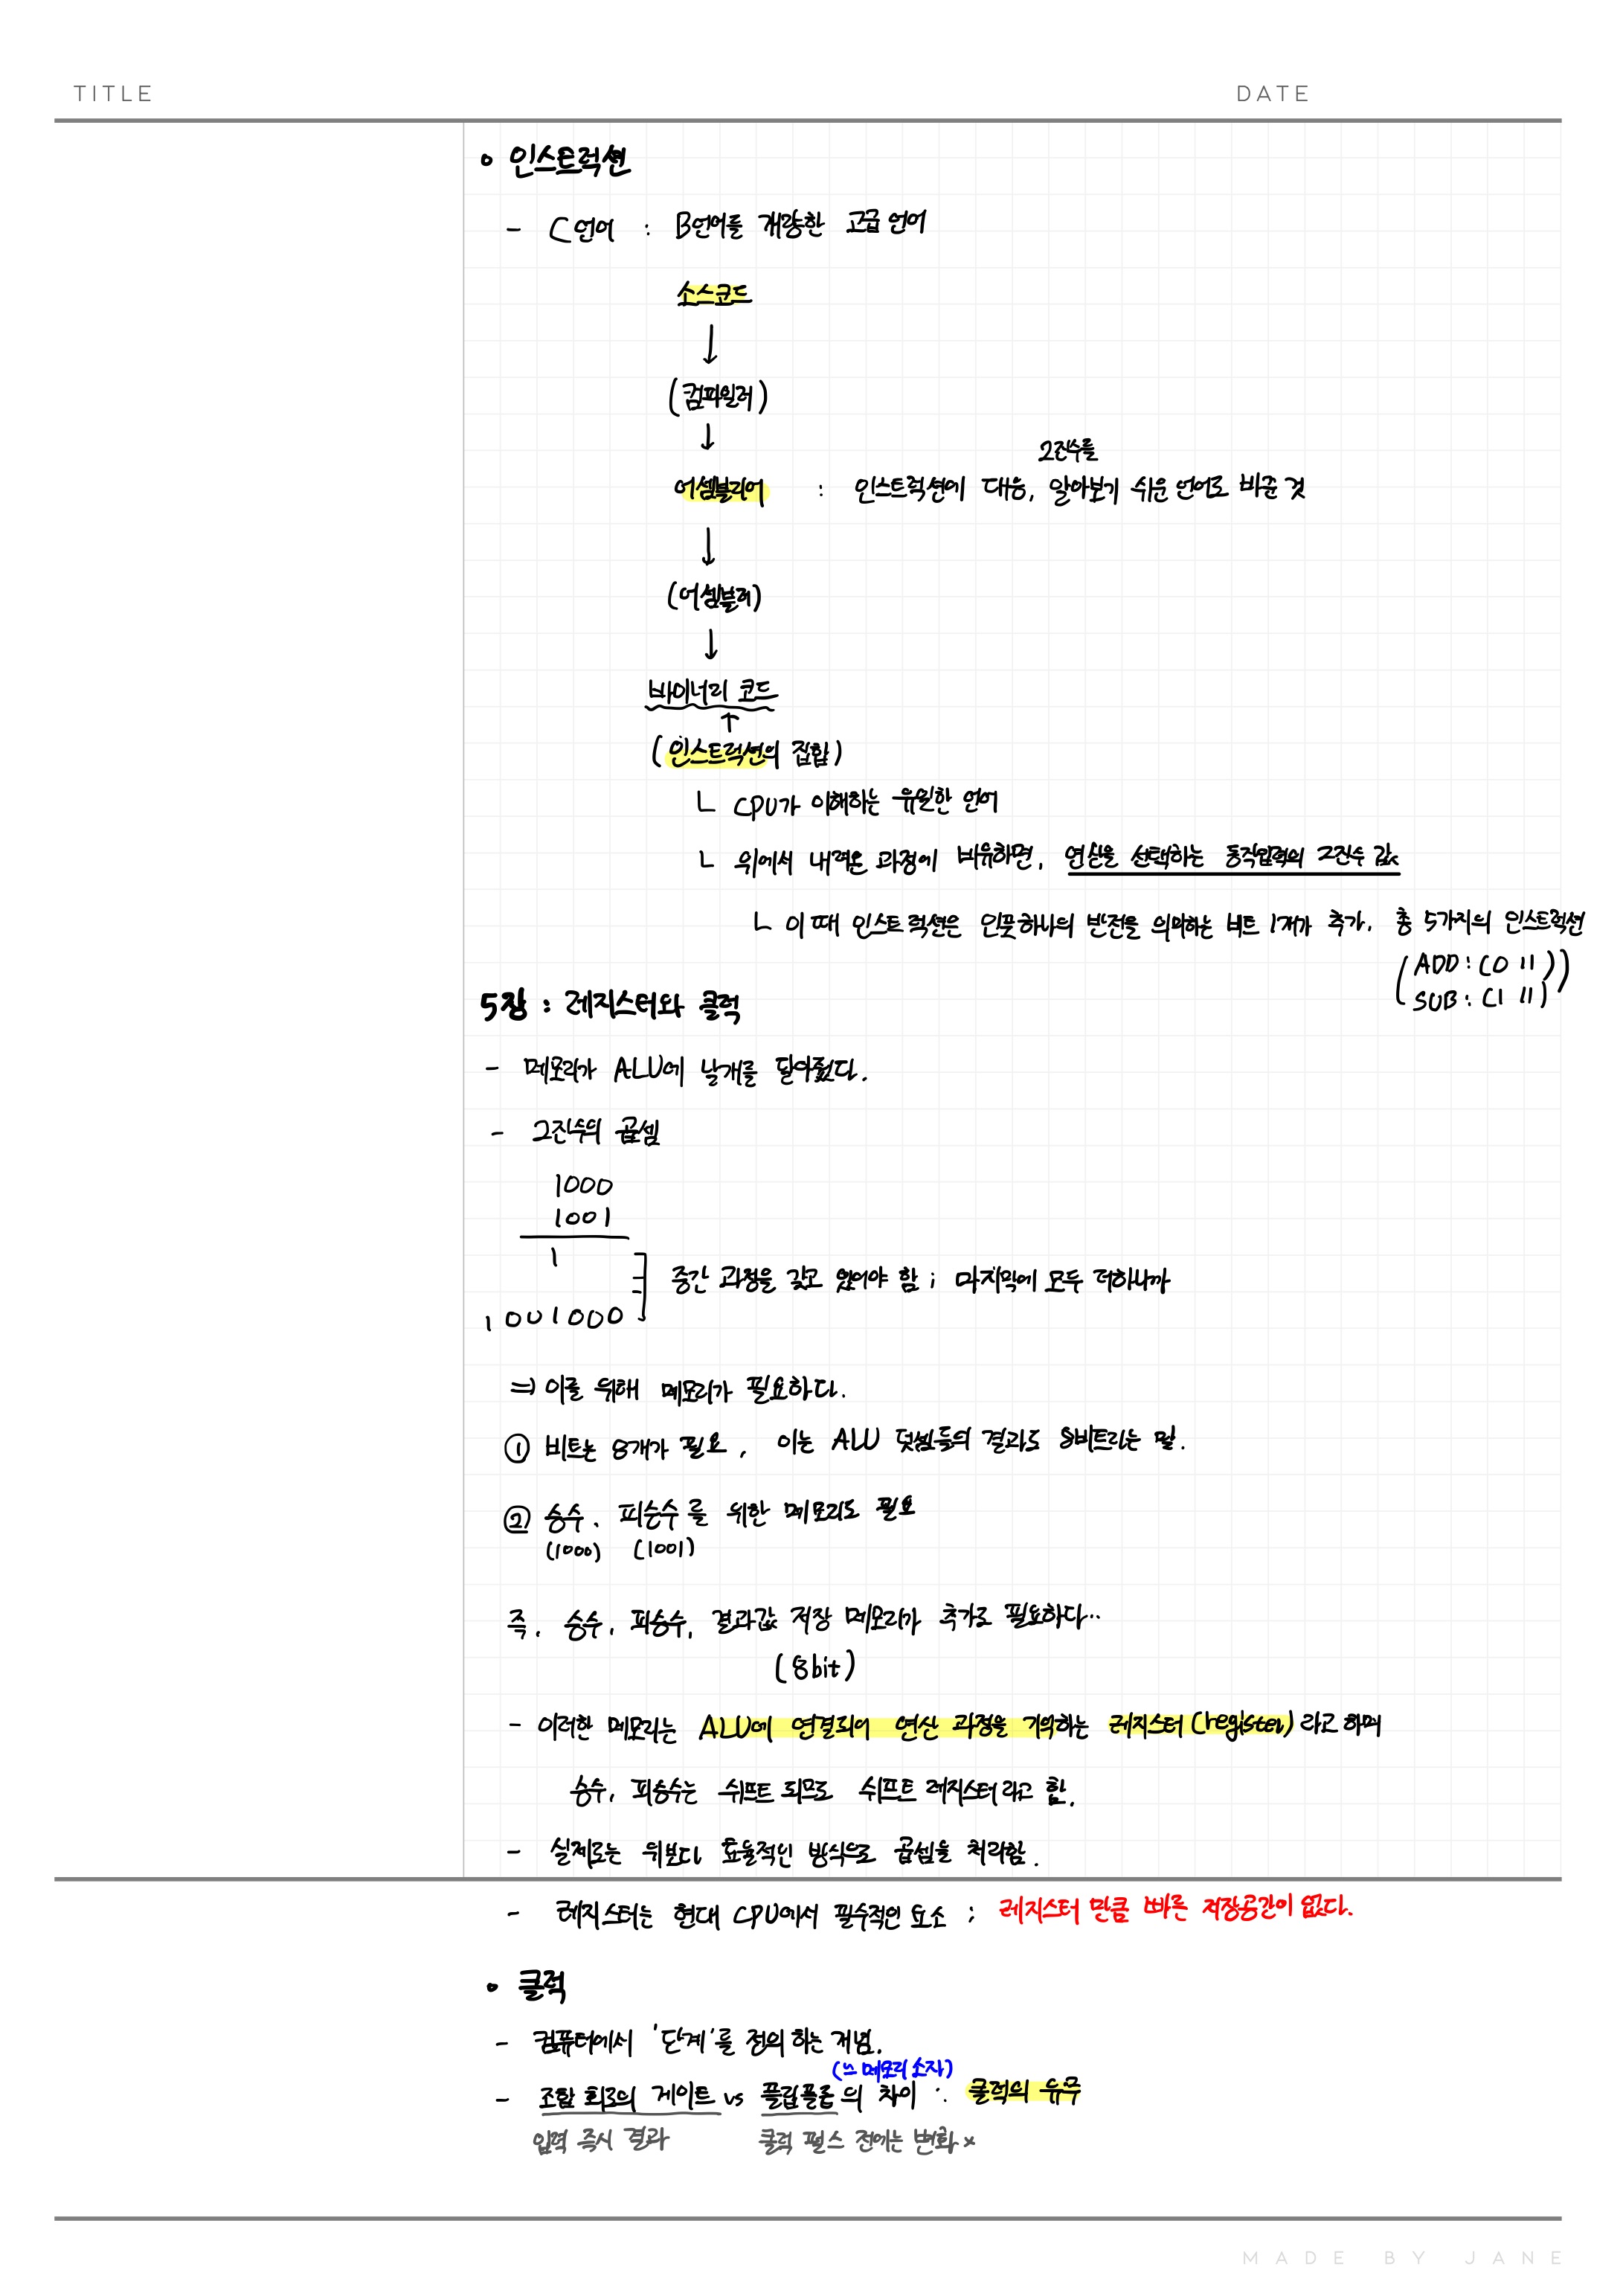 TITLE DATE
• 인스트럭션
- C언어 : B언어를 개량한 고급 언어
소스코드
↓
(컴파일러)
↓
2진수를
어셈블리어 : 인스트럭션에 대응, 알아보기 쉬운 언어로 바꾼 것
↓
(어셈블러)
↓
바이너리 코드
↑
(인스트럭션의 집합)
└ CPU가 이해하는 유일한 언어
└ 위에서 내려온 과정에 비유하면, 연산을 선택하는 동작입력의 2진수 값
└ 이 때 인스트럭션은 인풋하나의 반전을 의미하는 비트 1개가 추가. 총 5가지의 인스트럭션
(ADD : (0 11))
SUB : (1 11)
5장 : 레지스터와 클럭
- 메모리가 ALU에 날개를 달아줬다.
- 2진수의 곱셈
1000
1001
1
중간 과정을 갖고 있어야 함 ; 마지막에 모두 더하니까
1001000
⇒ 이를 위해 메모리가 필요하다.
① 비트는 8개가 필요, 이는 ALU 덧셈등의 결과도 8비트라는 말.
② 승수, 피승수를 위한 메모리도 필요
(1000) (1001)
즉, 승수, 피승수, 결과값 저장 메모리가 추가로 필요하다…
(8bit)
- 이러한 메모리는 ALU에 연결되어 연산 과정을 기억하는 레지스터(register)라고 하며
승수, 피승수는 쉬프트 되므로 쉬프트 레지스터라고 함.
- 실제로는 위보다 효율적인 방식으로 곱셈을 처리함.
- 레지스터는 현대 CPU에서 필수적인 요소 ; 레지스터 만큼 빠른 저장공간이 없다.
• 클럭
- 컴퓨터에서 '단계'를 정의하는 개념.
(≒메모리 소자)
- 조합 회로의 게이트 vs 플립플롭의 차이 : 클럭의 유무
입력 즉시 결과 클럭 펄스 전에는 변화 x
MADE BY JANE